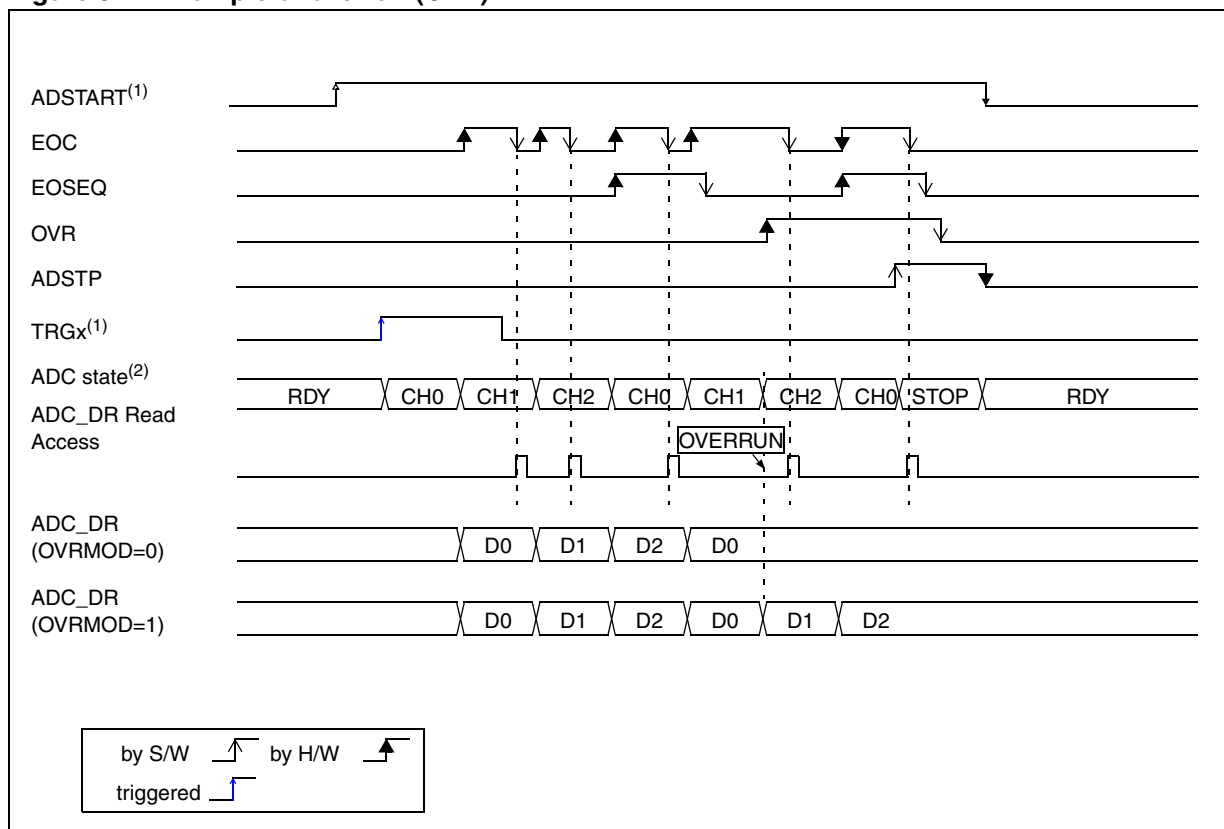 ADSTART(1)
EOC
EOSEQ
OVR
ADSTP
TRGx(1)
ADC state(2)
RDY CH0 CH1 CH2 CH0 CH1 CH2 CH0 STOP RDY
ADC_DR Read
Access
OVERRUN
ADC_DR
(OVRMOD=0)
D0 D1 D2 D0
ADC_DR
(OVRMOD=1)
D0 D1 D2 D0 D1 D2
by S/W by H/W
triggered